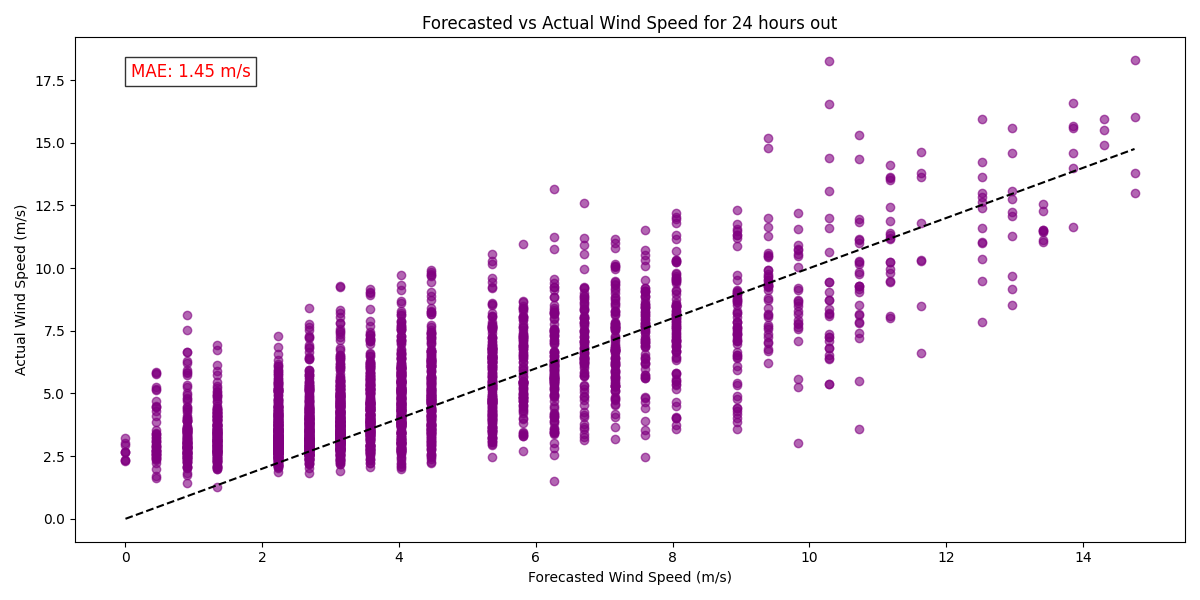 Forecasted vs Actual Wind Speed for 24 hours out
MAE: 1.45 m/s
Actual Wind Speed (m/s)
17.5
15.0
12.5
10.0
7.5
5.0
2.5
0.0
0 2 4 6 8 10 12 14
Forecasted Wind Speed (m/s)